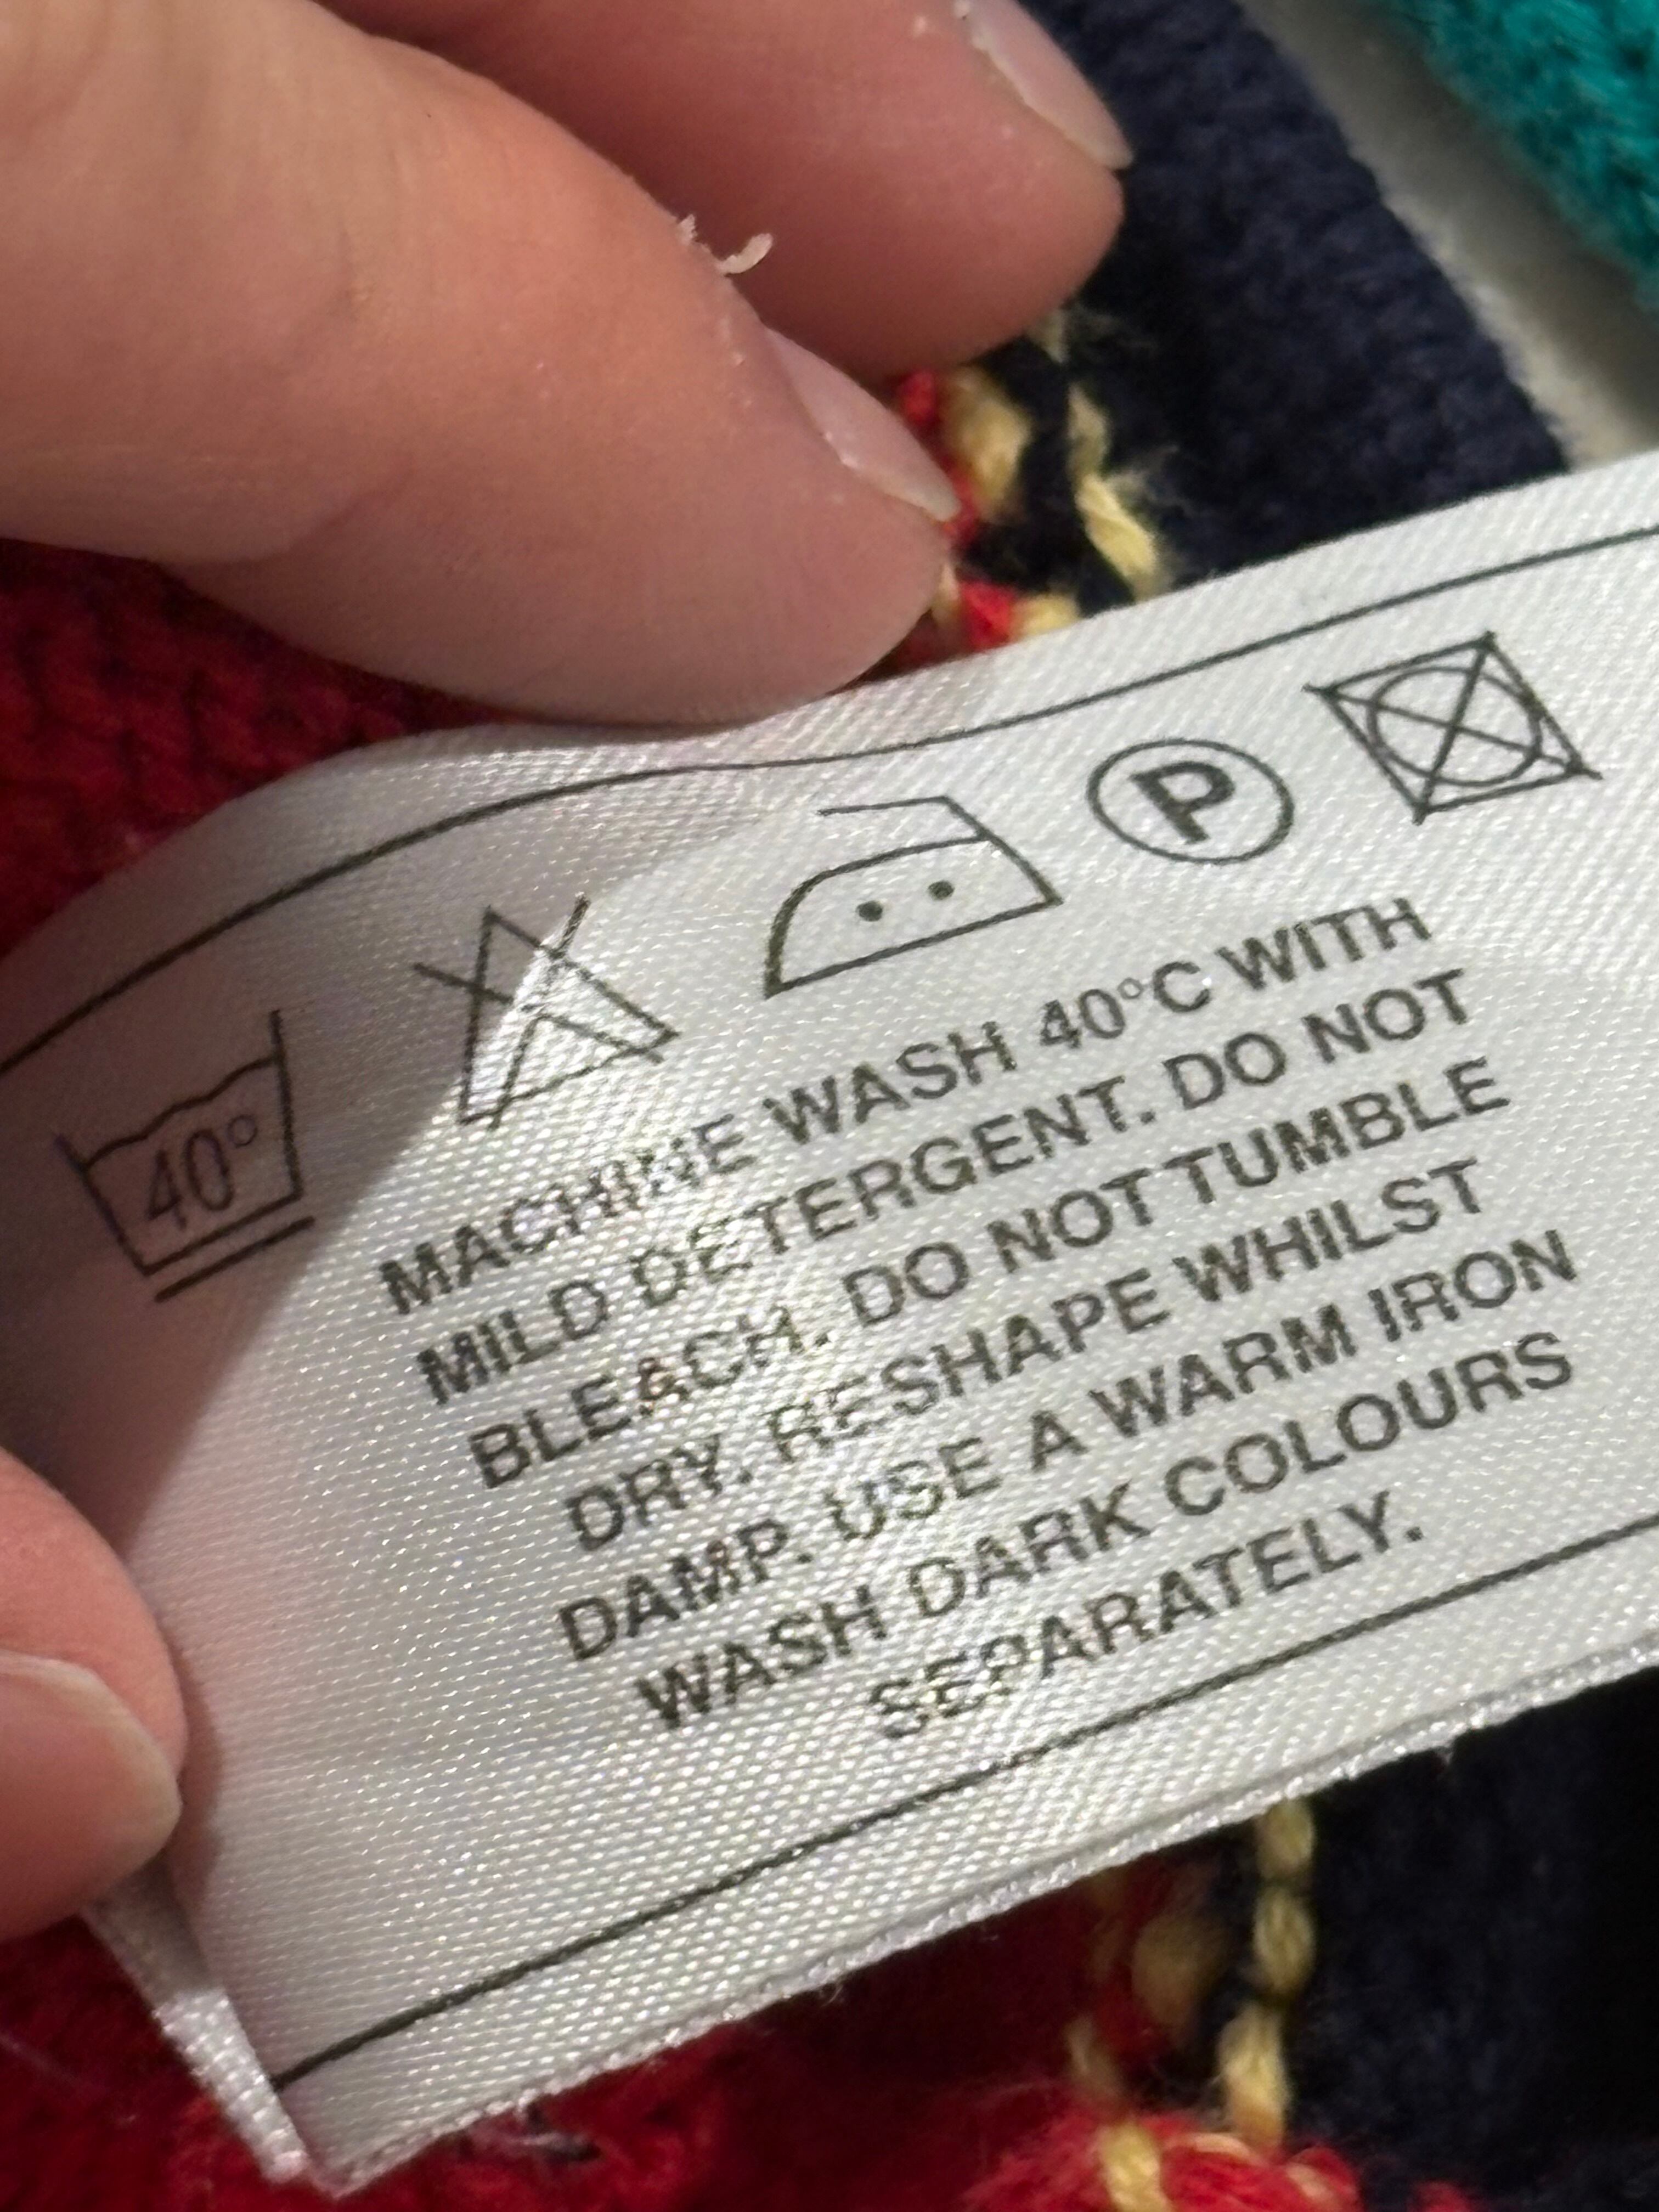 40°
P
MACHINE WASH 40°C WITH
MILD DETERGENT. DO NOT
BLEACH. DO NOT TUMBLE
DRY. RESHAPE WHILST
DAMP. USE A WARM IRON
WASH DARK COLOURS
SEPARATELY.